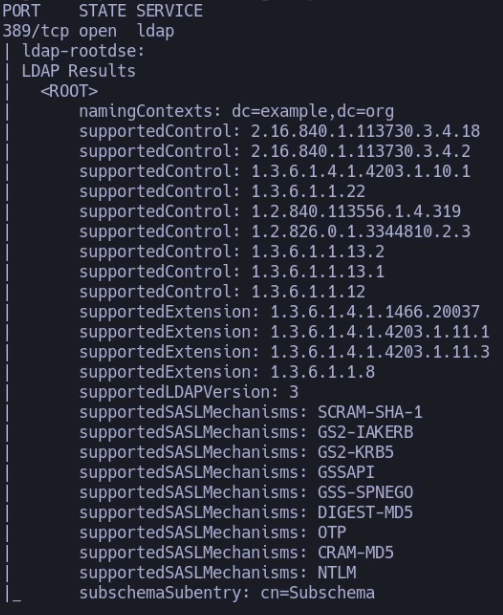 PORT    STATE SERVICE
389/tcp open  ldap
| ldap-rootdse:
| LDAP Results
|   <ROOT>
|       namingContexts: dc=example,dc=org
|       supportedControl: 2.16.840.1.113730.3.4.18
|       supportedControl: 2.16.840.1.113730.3.4.2
|       supportedControl: 1.3.6.1.4.1.4203.1.10.1
|       supportedControl: 1.3.6.1.1.22
|       supportedControl: 1.2.840.113556.1.4.319
|       supportedControl: 1.2.826.0.1.3344810.2.3
|       supportedControl: 1.3.6.1.1.13.2
|       supportedControl: 1.3.6.1.1.13.1
|       supportedControl: 1.3.6.1.1.12
|       supportedExtension: 1.3.6.1.4.1.1466.20037
|       supportedExtension: 1.3.6.1.4.1.4203.1.11.1
|       supportedExtension: 1.3.6.1.4.1.4203.1.11.3
|       supportedExtension: 1.3.6.1.1.8
|       supportedLDAPVersion: 3
|       supportedSASLMechanisms: SCRAM-SHA-1
|       supportedSASLMechanisms: GS2-IAKERB
|       supportedSASLMechanisms: GS2-KRB5
|       supportedSASLMechanisms: GSSAPI
|       supportedSASLMechanisms: GSS-SPNEGO
|       supportedSASLMechanisms: DIGEST-MD5
|       supportedSASLMechanisms: OTP
|       supportedSASLMechanisms: CRAM-MD5
|       supportedSASLMechanisms: NTLM
|_      subschemaSubentry: cn=Subschema